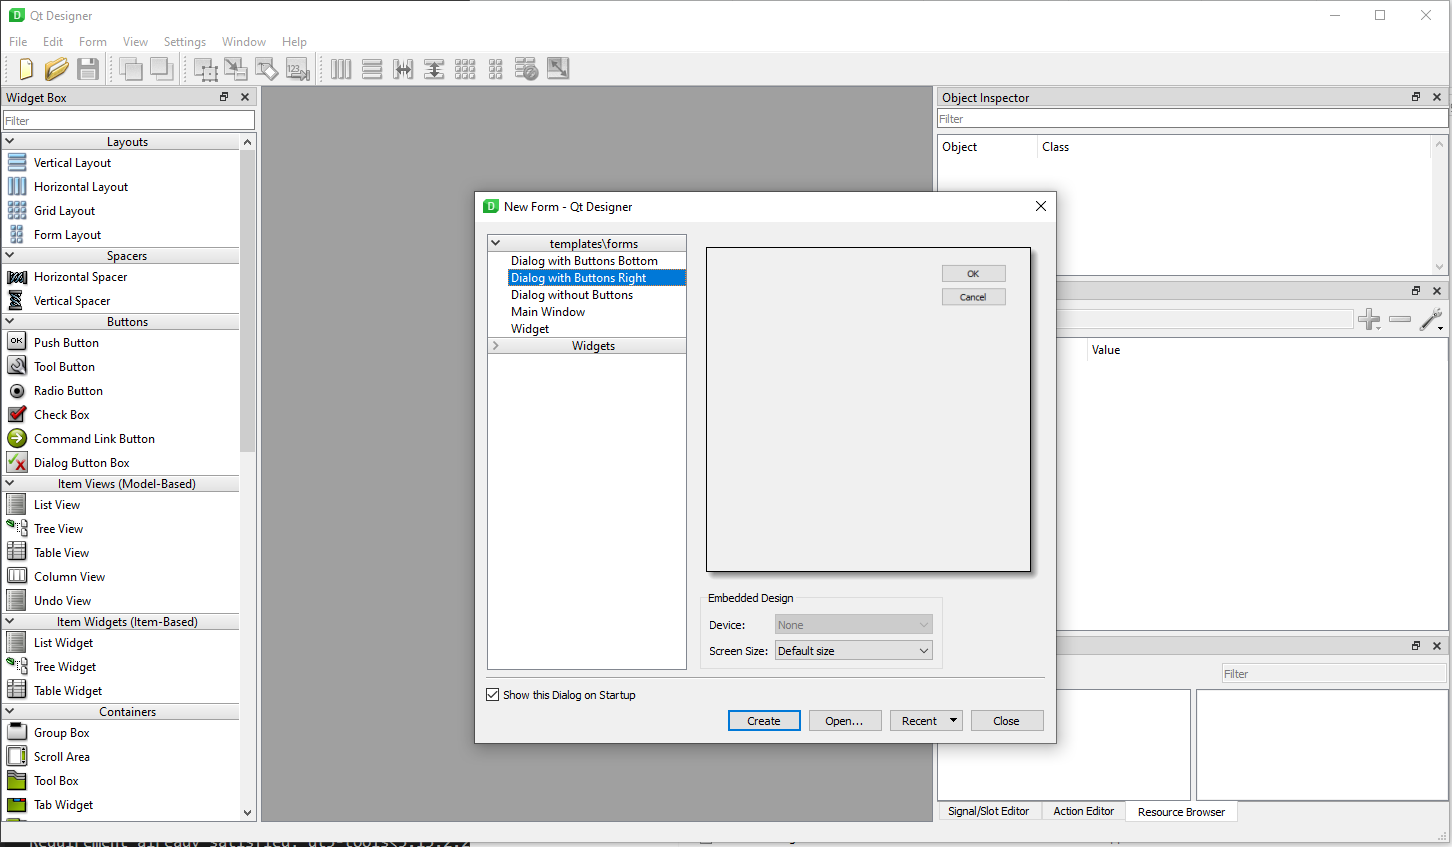 Qt Designer
File Edit Form View Settings Window Help
Widget Box
Filter
Layouts
Vertical Layout
Horizontal Layout
Grid Layout
Form Layout
Spacers
Horizontal Spacer
Vertical Spacer
Buttons
OK
Push Button
Tool Button
Radio Button
Check Box
Command Link Button
Dialog Button Box
Item Views (Model-Based)
List View
Tree View
Table View
Column View
Undo View
Item Widgets (Item-Based)
List Widget
Tree Widget
Table Widget
Containers
Group Box
Scroll Area
Tool Box
Tab Widget
New Form - Qt Designer
templates\forms
Dialog with Buttons Bottom
Dialog with Buttons Right
Dialog without Buttons
Main Window
Widget
Widgets
OK
Cancel
Embedded Design
Device: None
Screen Size: Default size
Show this Dialog on Startup
Create Open... Recent Close
Object Inspector
Filter
Object Class
Value
Filter
Signal/Slot Editor Action Editor Resource Browser